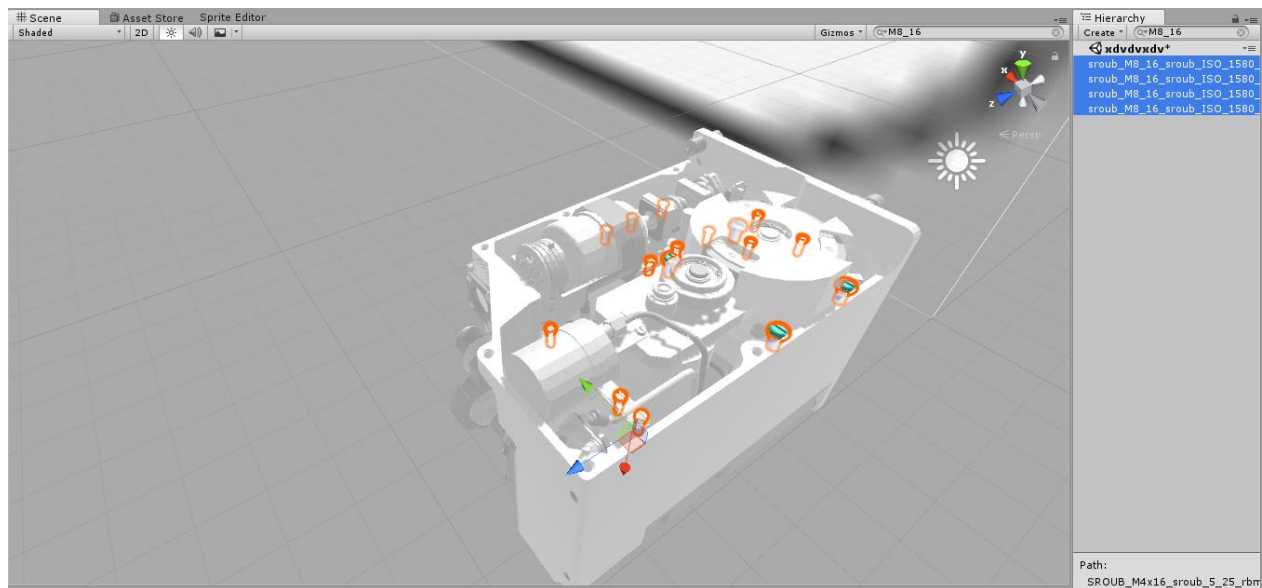 Scene Asset Store Sprite Editor
Shaded 2D Gizmos M8_16
y
x
z
Persp
Hierarchy
Create M8_16
xdvdvxdv*
sroub_M8_16_sroub_ISO_1580_
sroub_M8_16_sroub_ISO_1580_
sroub_M8_16_sroub_ISO_1580_
sroub_M8_16_sroub_ISO_1580_
Path:
SROUB_M4x16_sroub_5_25_rbm